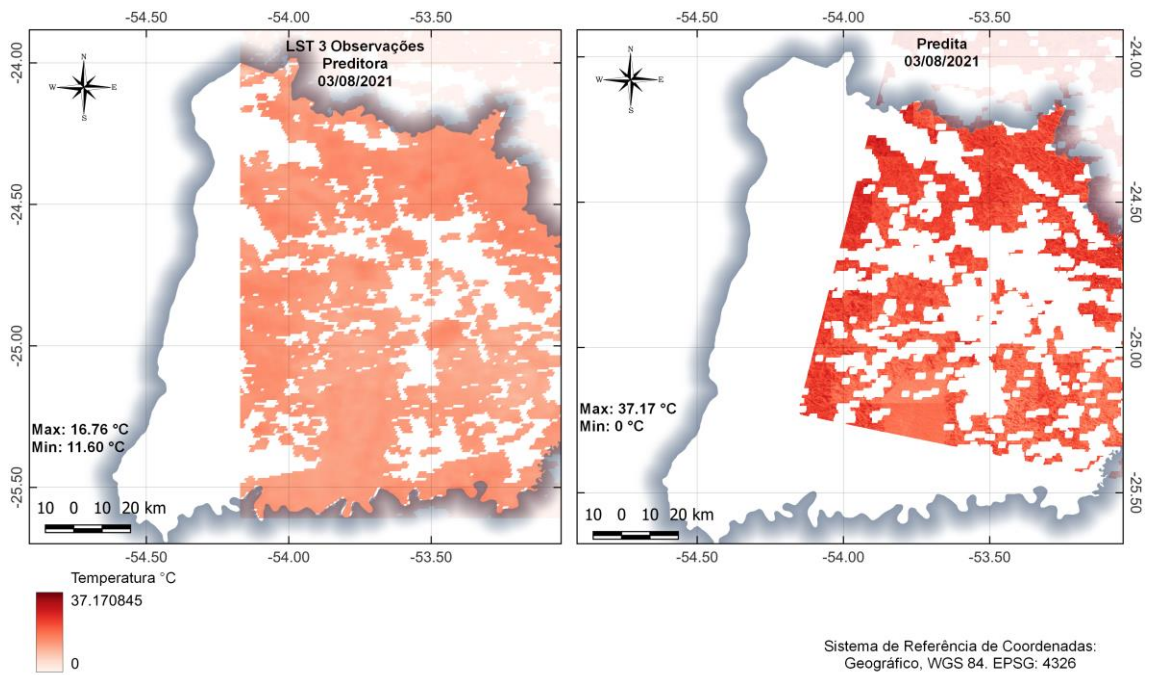 -54.50 -54.00 -53.50
-54.50 -54.00 -53.50
LST 3 Observações
Preditora
03/08/2021
N
W E
S
-24.00
-24.50
-25.00
-25.50
Max: 16.76 °C
Min: 11.60 °C
10 0 10 20 km
-54.50 -54.00 -53.50
Predita
03/08/2021
N
W E
S
-24.00
-24.50
-25.00
-25.50
Max: 37.17 °C
Min: 0 °C
10 0 10 20 km
-54.50 -54.00 -53.50
Temperatura °C
37.170845
0
Sistema de Referência de Coordenadas:
Geográfico, WGS 84. EPSG: 4326